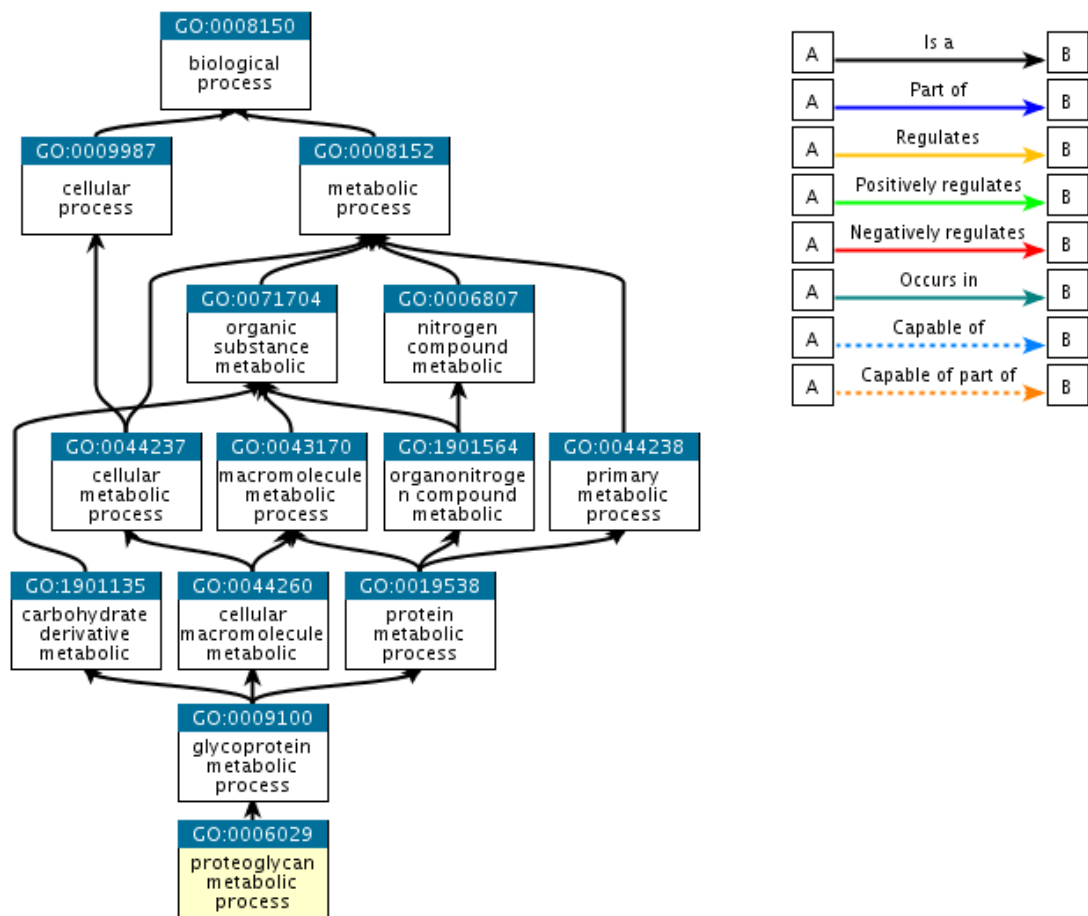 GO:0008150
biological
process
GO:0009987
cellular
process
GO:0008152
metabolic
process
GO:0071704
organic
substance
metabolic
GO:0006807
nitrogen
compound
metabolic
GO:0044237
cellular
metabolic
process
GO:0043170
macromolecule
metabolic
process
GO:1901564
organonitroge
n compound
metabolic
GO:0044238
primary
metabolic
process
GO:1901135
carbohydrate
derivative
metabolic
GO:0044260
cellular
macromolecule
metabolic
GO:0019538
protein
metabolic
process
GO:0009100
glycoprotein
metabolic
process
GO:0006029
proteoglycan
metabolic
process
A Is a B
A Part of B
A Regulates B
A Positively regulates B
A Negatively regulates B
A Occurs in B
A Capable of B
A Capable of part of B